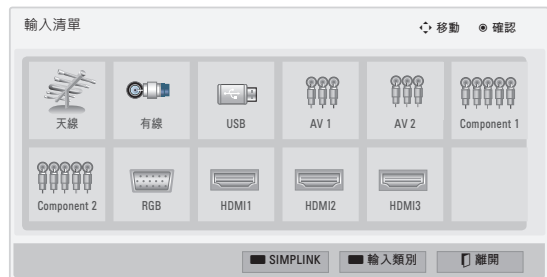 輸入清單 移動 確認
天線 有線 USB AV 1 AV 2 Component 1
Component 2 RGB HDMI1 HDMI2 HDMI3
SIMPLINK 輸入類別 離開